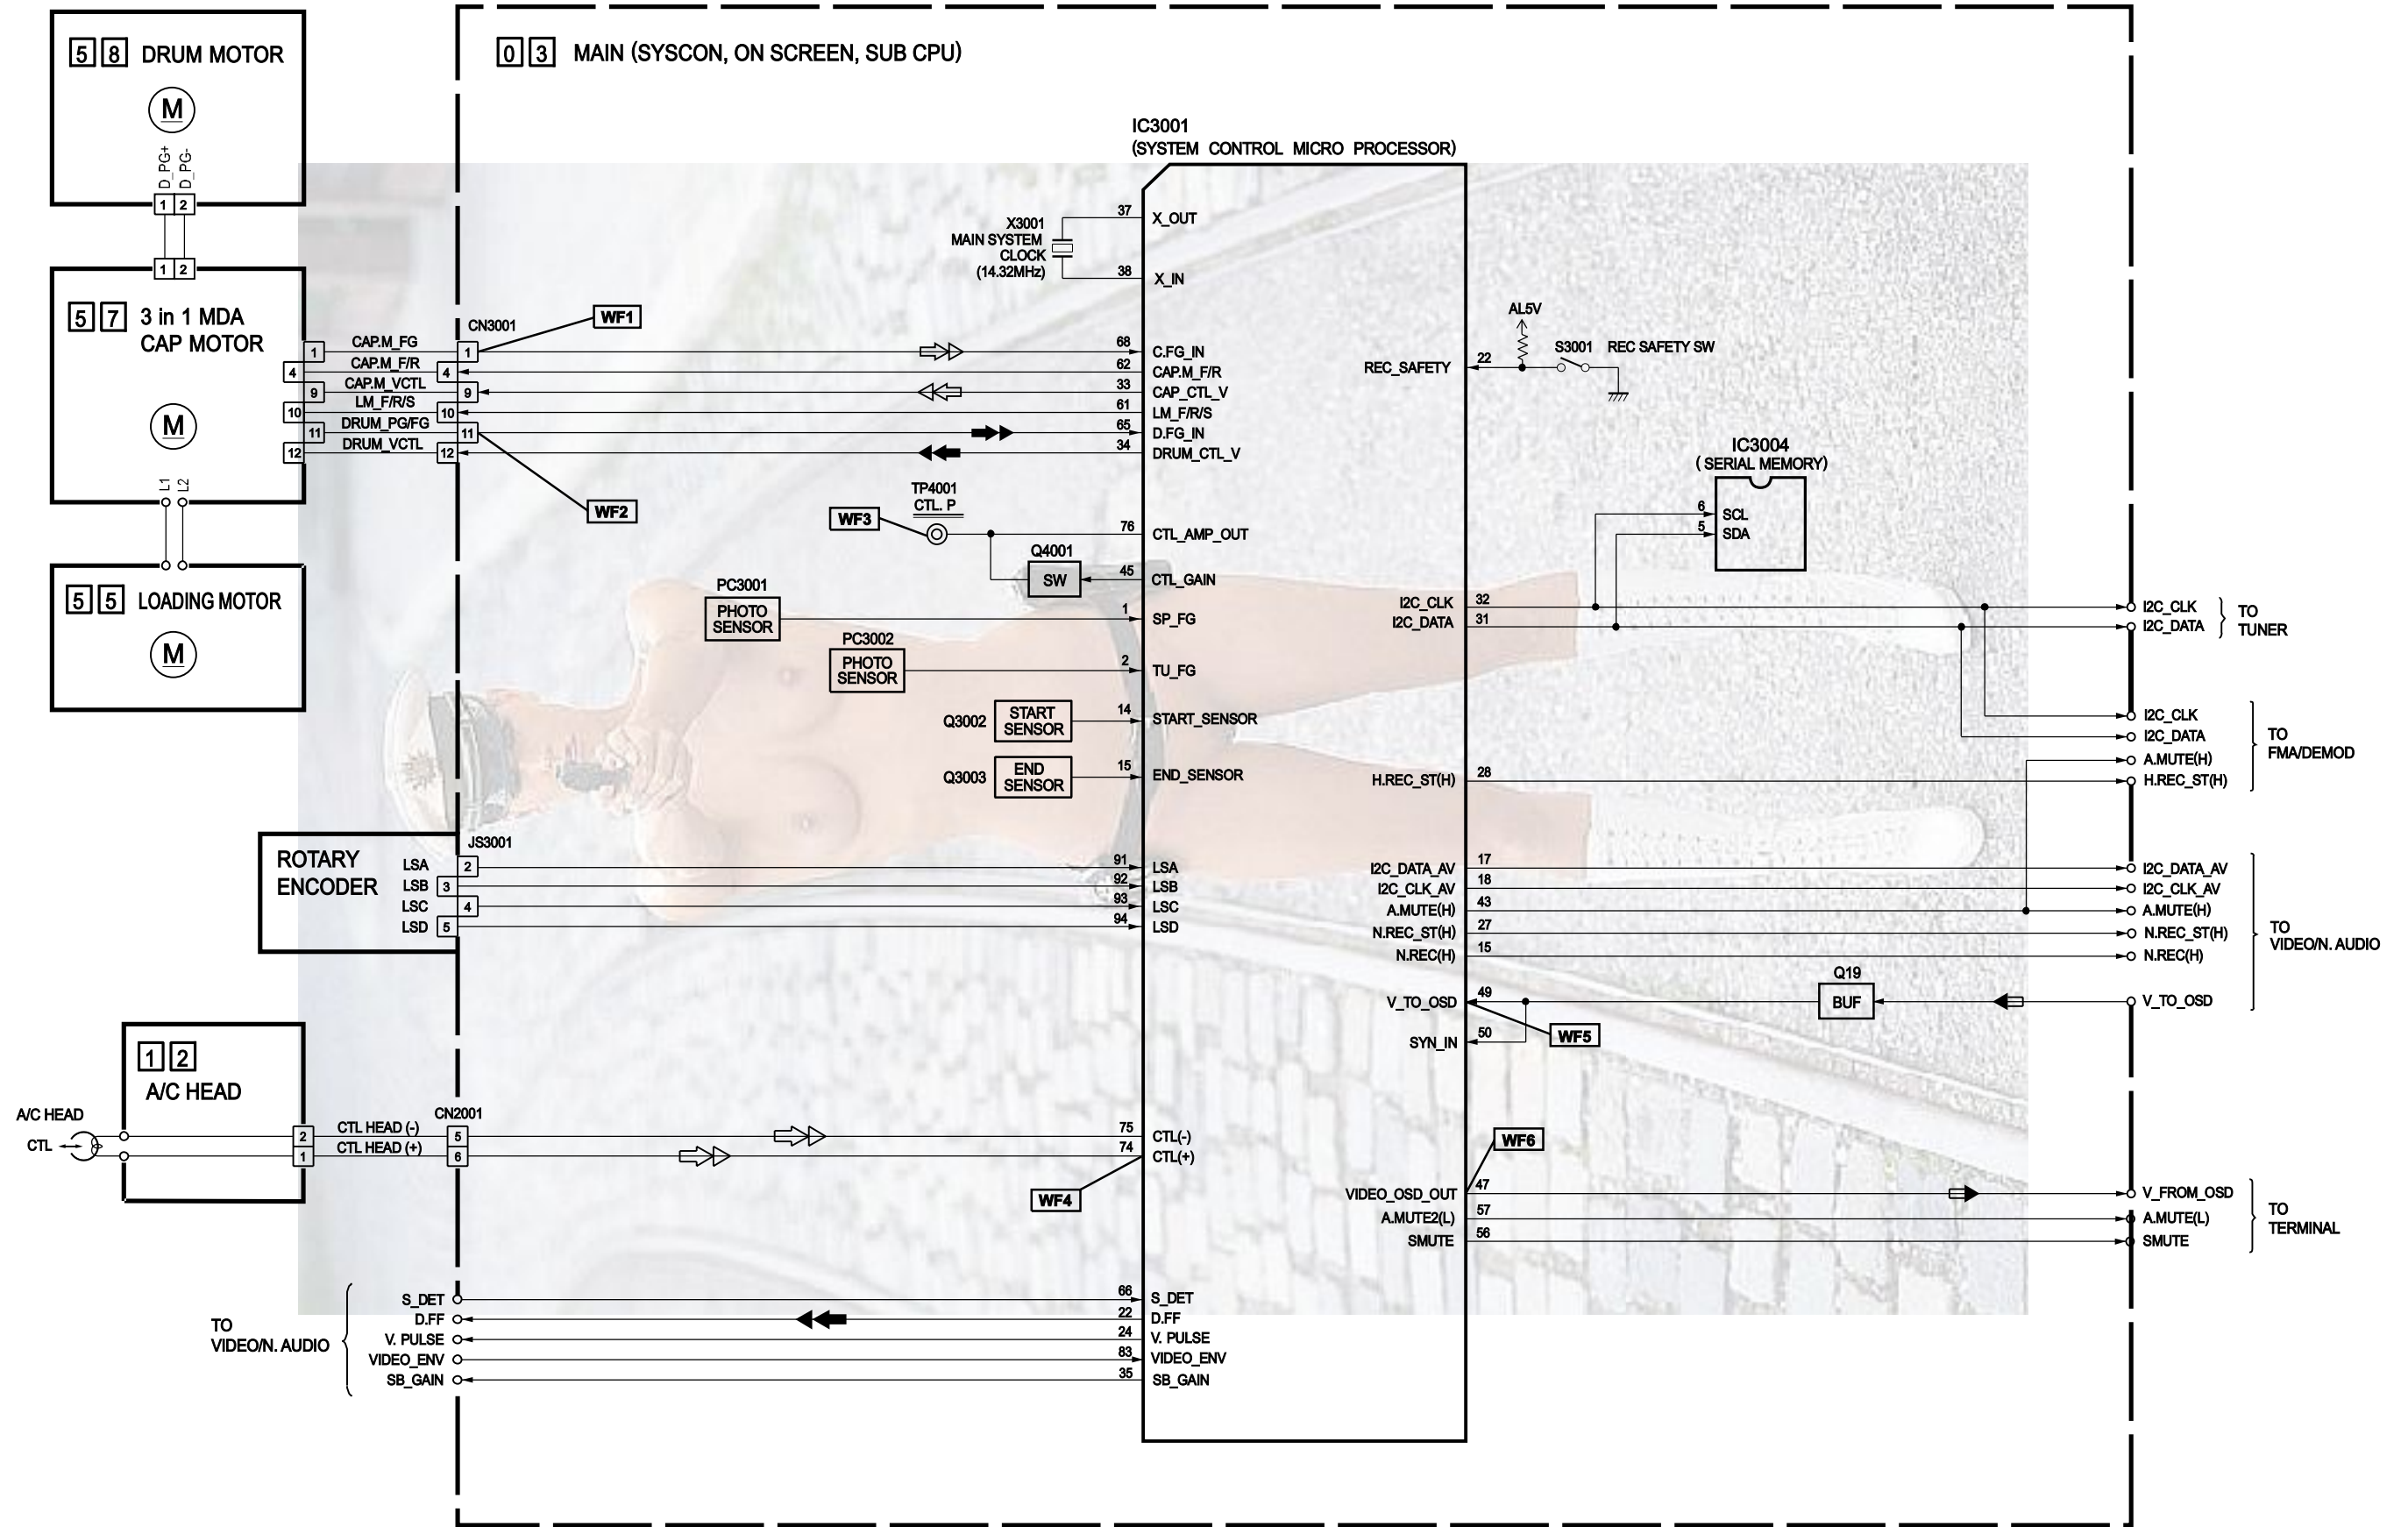 5 8 DRUM MOTOR
M
D_PG+
D_PG-
1 2
1 2
5 7 3 in 1 MDA
CAP MOTOR
M
L1
L2
5 5 LOADING MOTOR
M
0 3 MAIN (SYSCON, ON SCREEN, SUB CPU)
IC3001
(SYSTEM CONTROL MICRO PROCESSOR)
X3001
MAIN SYSTEM
CLOCK
(14.32MHz)
37 X_OUT
38 X_IN
CN3001
WF1
1 CAP.M_FG 1 68 C.FG_IN
4 CAP.M_F/R 4 62 CAP.M_F/R
9 CAP.M_VCTL 9 33 CAP_CTL_V
10 LM_F/R/S 10 61 LM_F/R/S
11 DRUM_PG/FG 11 65 D.FG_IN
12 DRUM_VCTL 12 34 DRUM_CTL_V
WF2
TP4001
CTL. P
WF3
76 CTL_AMP_OUT
Q4001
SW
45 CTL_GAIN
PC3001
PHOTO
SENSOR
1 SP_FG
PC3002
PHOTO
SENSOR
2 TU_FG
Q3002
START
SENSOR
14 START_SENSOR
Q3003
END
SENSOR
15 END_SENSOR
ROTARY
ENCODER
JS3001
LSA 2 91 LSA
LSB 3 92 LSB
LSC 4 93 LSC
LSD 5 94 LSD
1 2
A/C HEAD
A/C HEAD
CTL
CN2001
2 CTL HEAD (-) 5 75 CTL(-)
1 CTL HEAD (+) 6 74 CTL(+)
WF4
TO
VIDEO/N. AUDIO
S_DET 66 S_DET
D.FF 22 D.FF
V. PULSE 24 V. PULSE
VIDEO_ENV 83 VIDEO_ENV
SB_GAIN 35 SB_GAIN
AL5V
S3001 REC SAFETY SW
REC_SAFETY 22
IC3004
( SERIAL MEMORY)
6 SCL
5 SDA
I2C_CLK 32 I2C_CLK
I2C_DATA 31 I2C_DATA
TO
TUNER
I2C_CLK
I2C_DATA
A.MUTE(H)
H.REC_ST(H) 28 H.REC_ST(H)
TO
FMA/DEMOD
I2C_DATA_AV 17 I2C_DATA_AV
I2C_CLK_AV 18 I2C_CLK_AV
A.MUTE(H) 43 A.MUTE(H)
N.REC_ST(H) 27 N.REC_ST(H)
N.REC(H) 15 N.REC(H)
Q19
BUF
V_TO_OSD 49 V_TO_OSD
TO
VIDEO/N. AUDIO
SYN_IN 50
WF5
WF6
VIDEO_OSD_OUT 47 V_FROM_OSD
A.MUTE2(L) 57 A.MUTE(L)
SMUTE 56 SMUTE
TO
TERMINAL